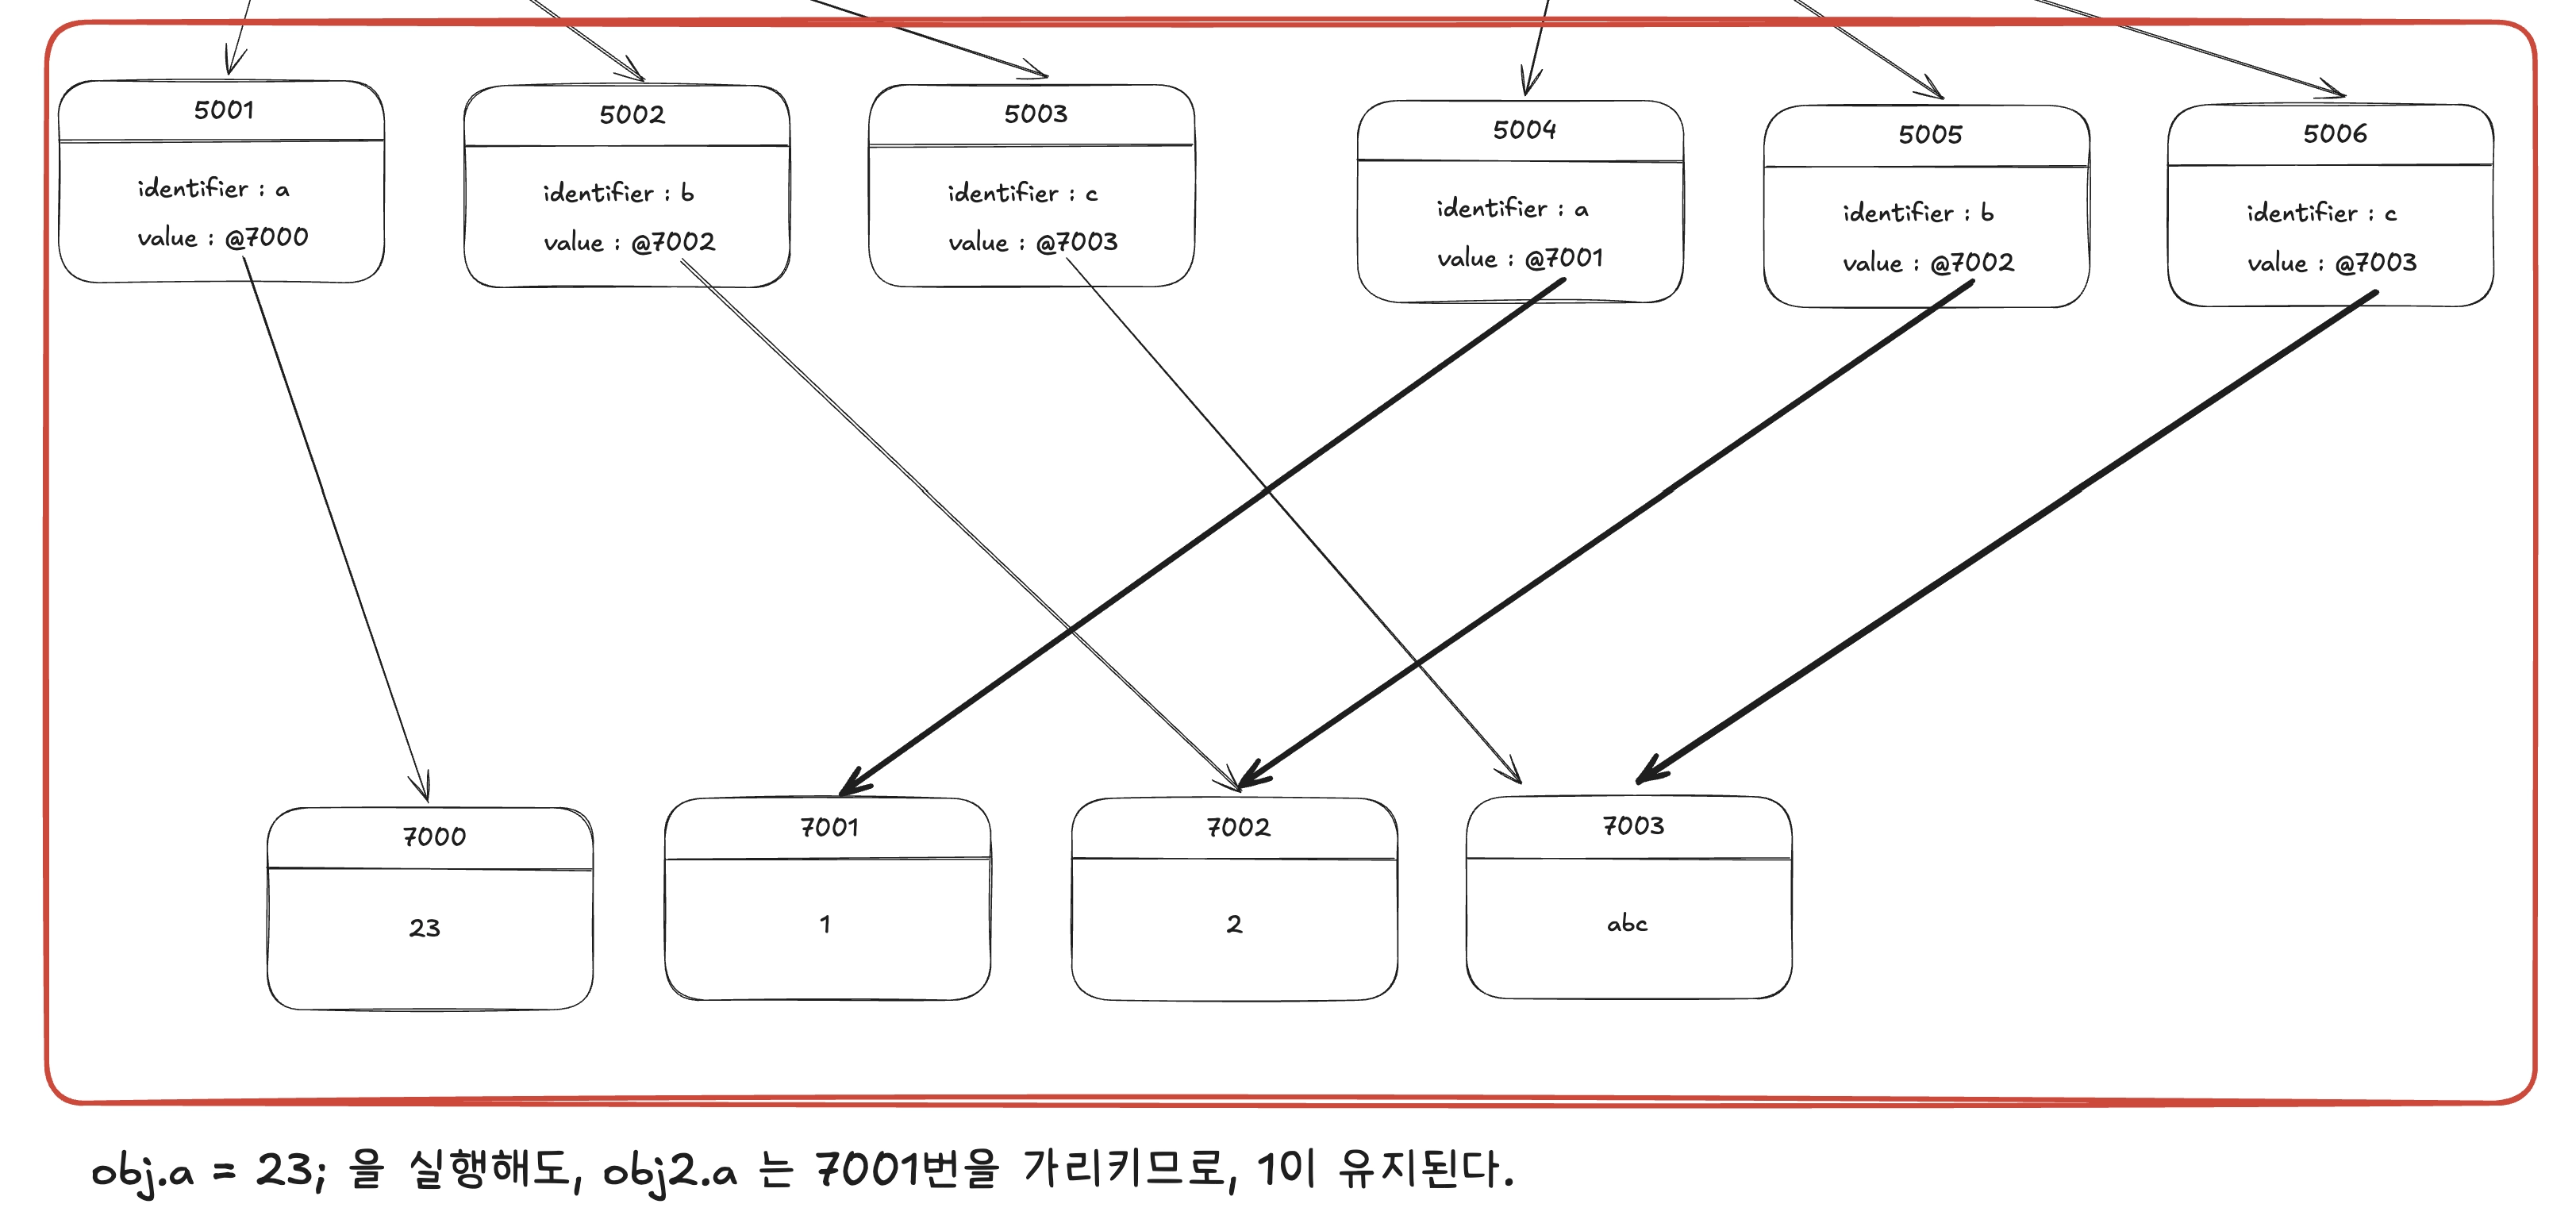 5001
identifier : a
value : @7000
5002
identifier : b
value : @7002
5003
identifier : c
value : @7003
5004
identifier : a
value : @7001
5005
identifier : b
value : @7002
5006
identifier : c
value : @7003
7000
23
7001
1
7002
2
7003
abc
obj.a = 23; 을 실행해도, obj2.a 는 7001번을 가리키므로, 1이 유지된다.